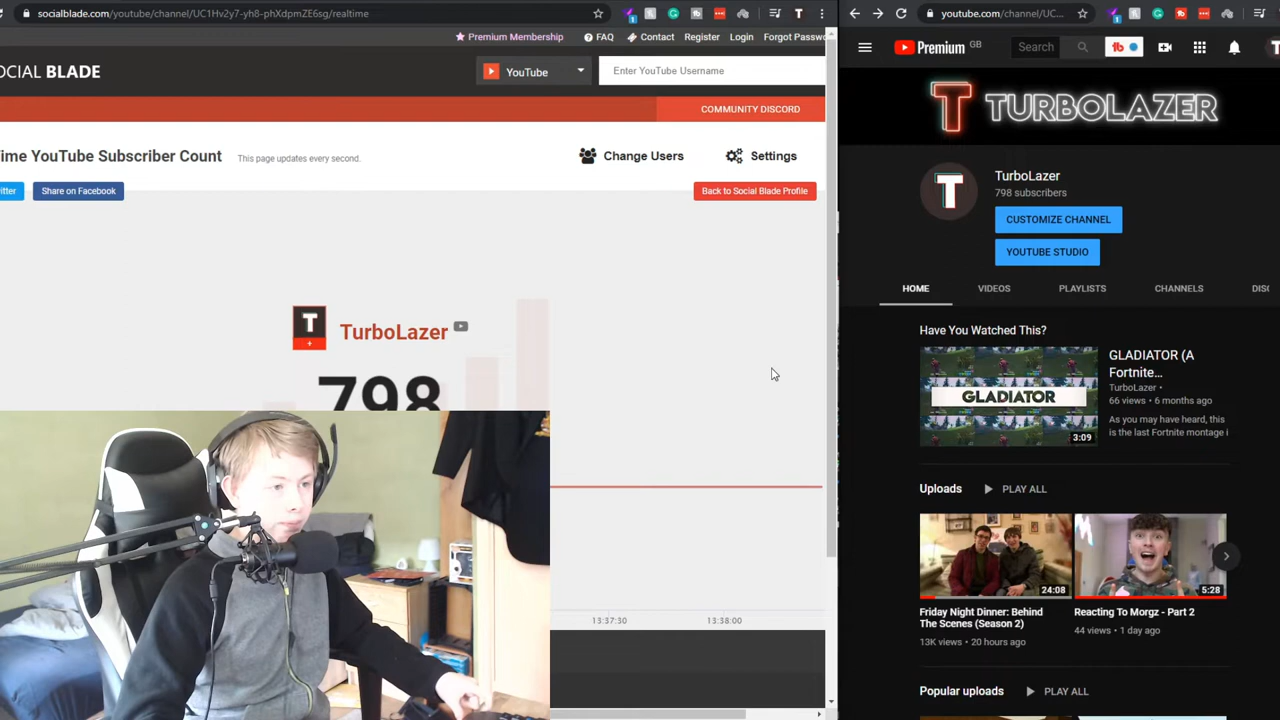 socialblade.com/youtube/channel/UC1Hv2y7-yh8-phXdpmZE6sg/realtime
Premium Membership
FAQ
Contact
Register
Login
Forgot Passwo
OCIAL BLADE
YouTube
Enter YouTube Username
COMMUNITY DISCORD
ime YouTube Subscriber Count
This page updates every second.
Change Users
Settings
itter
Share on Facebook
Back to Social Blade Profile
T
+
TurboLazer
798
13:37:30
13:38:00
youtube.com/channel/UC...
Premium GB
Search
tb
T TURBOLAZER
T
TurboLazer
798 subscribers
CUSTOMIZE CHANNEL
YOUTUBE STUDIO
HOME
VIDEOS
PLAYLISTS
CHANNELS
DISC
Have You Watched This?
GLADIATOR
3:09
GLADIATOR (A
Fortnite...
TurboLazer •
66 views • 6 months ago
As you may have heard, this
is the last Fortnite montage i
Uploads
PLAY ALL
24:08
5:28
Friday Night Dinner: Behind
The Scenes (Season 2)
13K views • 20 hours ago
Reacting To Morgz - Part 2
44 views • 1 day ago
Popular uploads
PLAY ALL